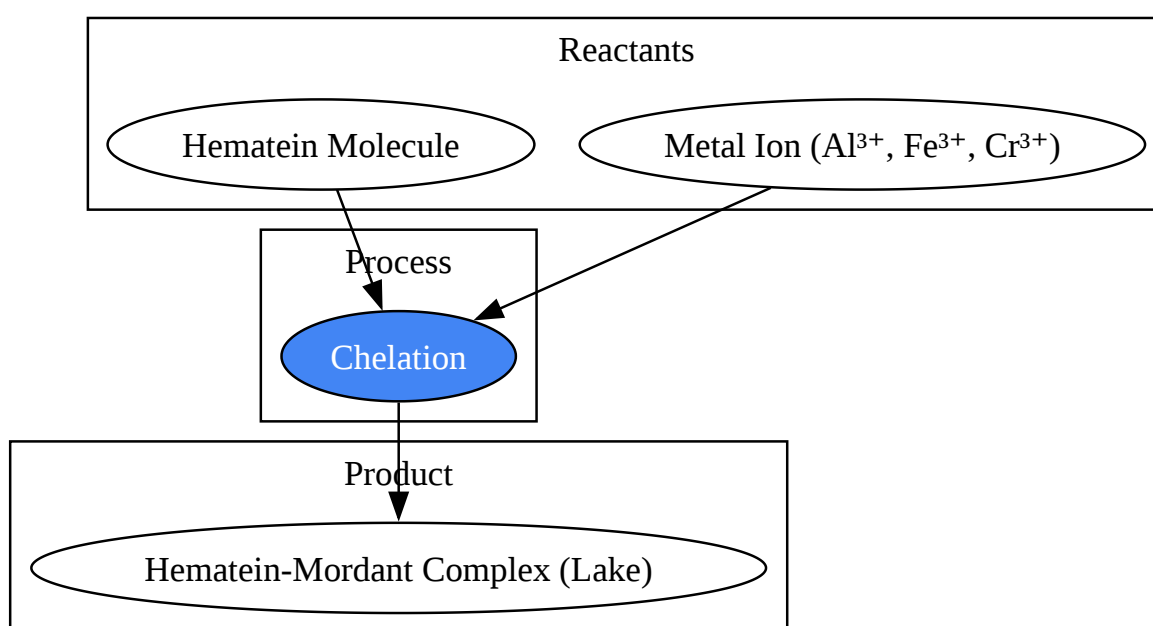 Reactants
Hematein Molecule
Metal Ion (Al³⁺, Fe³⁺, Cr³⁺)
Process
Chelation
Product
Hematein-Mordant Complex (Lake)